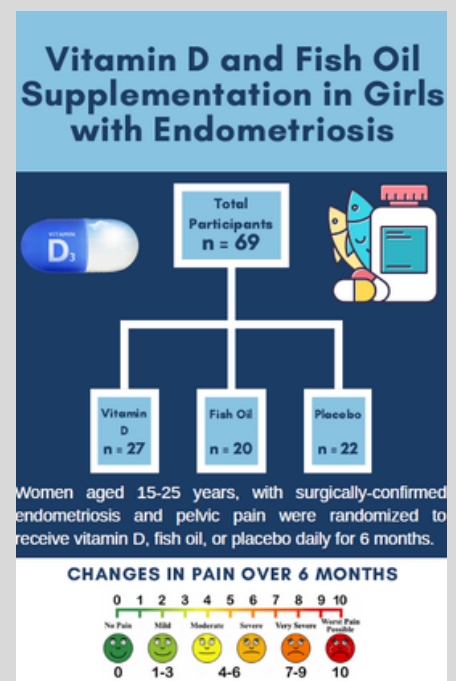 Vitamin D and Fish Oil
Supplementation in Girls
with Endometriosis
Total
Participants
n = 69
VITAMIN
D3
Vitamin
D
n = 27
Fish Oil
n = 20
Placebo
n = 22
Women aged 15-25 years, with surgically-confirmed
endometriosis and pelvic pain were randomized to
receive vitamin D, fish oil, or placebo daily for 6 months.
CHANGES IN PAIN OVER 6 MONTHS
0 1 2 3 4 5 6 7 8 9 10
No Pain Mild Moderate Severe Very Severe Worst Pain
Possible
0 1-3 4-6 7-9 10